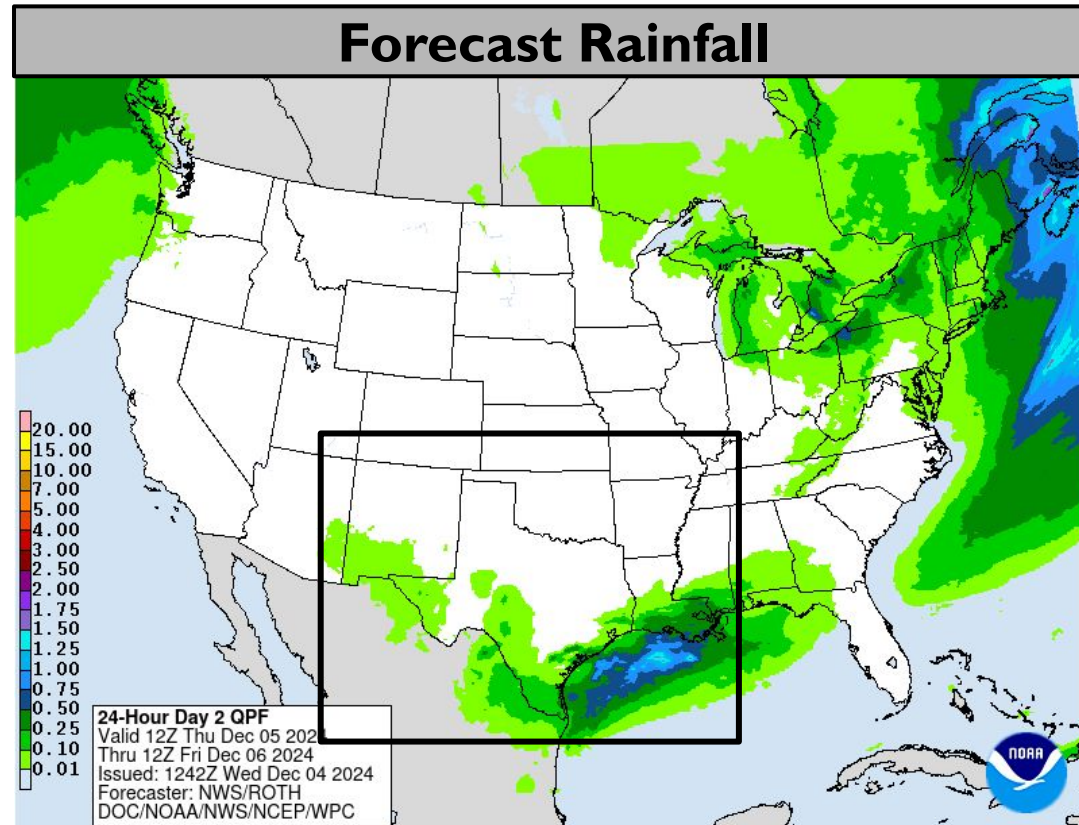 Forecast Rainfall
20.00
15.00
10.00
7.00
5.00
4.00
3.00
2.50
2.00
1.75
1.50
1.25
1.00
0.75
0.50
0.25
0.10
0.01
24-Hour Day 2 QPF
Valid 12Z Thu Dec 05 202
Thru 12Z Fri Dec 06 2024
Issued: 1242Z Wed Dec 04 2024
Forecaster: NWS/ROTH
DOC/NOAA/NWS/NCEP/WPC
NOAA